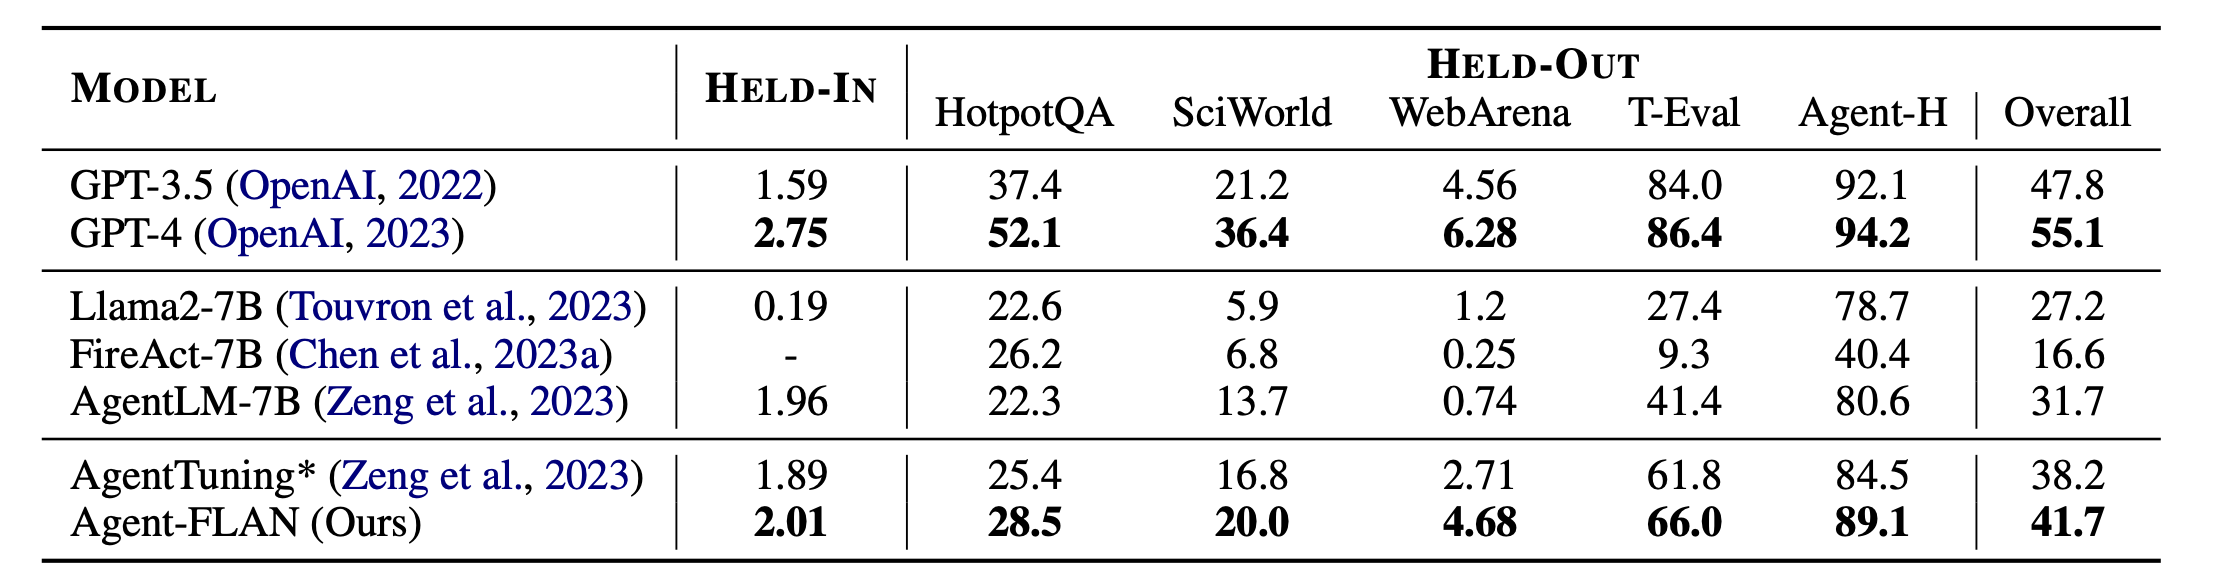 MODEL HELD-IN HELD-OUT
HotpotQA SciWorld WebArena T-Eval Agent-H Overall
GPT-3.5 (OpenAI, 2022) 1.59 37.4 21.2 4.56 84.0 92.1 47.8
GPT-4 (OpenAI, 2023) 2.75 52.1 36.4 6.28 86.4 94.2 55.1
Llama2-7B (Touvron et al., 2023) 0.19 22.6 5.9 1.2 27.4 78.7 27.2
FireAct-7B (Chen et al., 2023a) - 26.2 6.8 0.25 9.3 40.4 16.6
AgentLM-7B (Zeng et al., 2023) 1.96 22.3 13.7 0.74 41.4 80.6 31.7
AgentTuning* (Zeng et al., 2023) 1.89 25.4 16.8 2.71 61.8 84.5 38.2
Agent-FLAN (Ours) 2.01 28.5 20.0 4.68 66.0 89.1 41.7